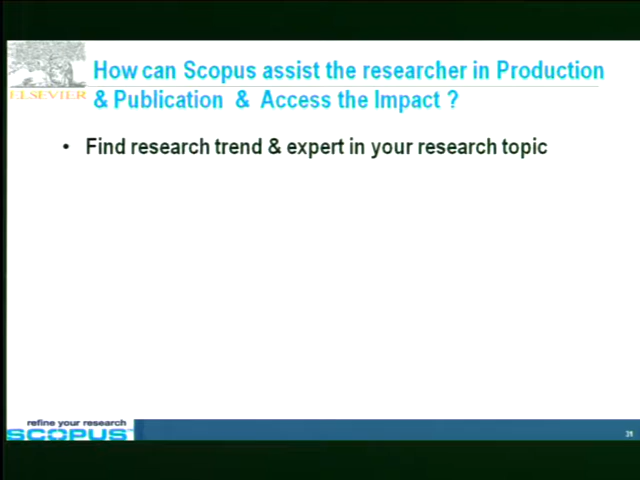 How can Scopus assist the researcher in Production
& Publication & Access the Impact ?
ELSEVIER
• Find research trend & expert in your research topic
refine your research
SCOPUS
31